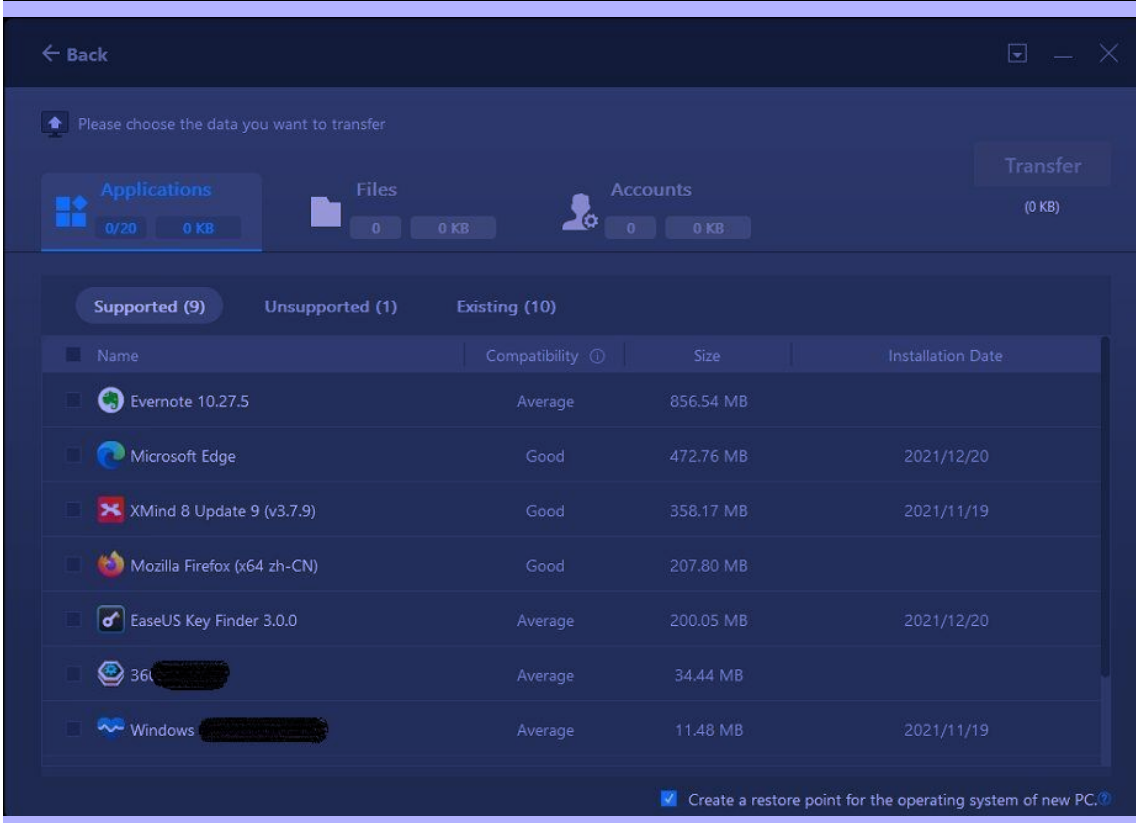 Back
Please choose the data you want to transfer
Transfer
(0 KB)
Applications
0/20 0 KB
Files
0 0 KB
Accounts
0 0 KB
Supported (9) Unsupported (1) Existing (10)
Name Compatibility Size Installation Date
Evernote 10.27.5 Average 856.54 MB
Microsoft Edge Good 472.76 MB 2021/12/20
XMind 8 Update 9 (v3.7.9) Good 358.17 MB 2021/11/19
Mozilla Firefox (x64 zh-CN) Good 207.80 MB
EaseUS Key Finder 3.0.0 Average 200.05 MB 2021/12/20
36 Average 34.44 MB
Windows Average 11.48 MB 2021/11/19
Create a restore point for the operating system of new PC.